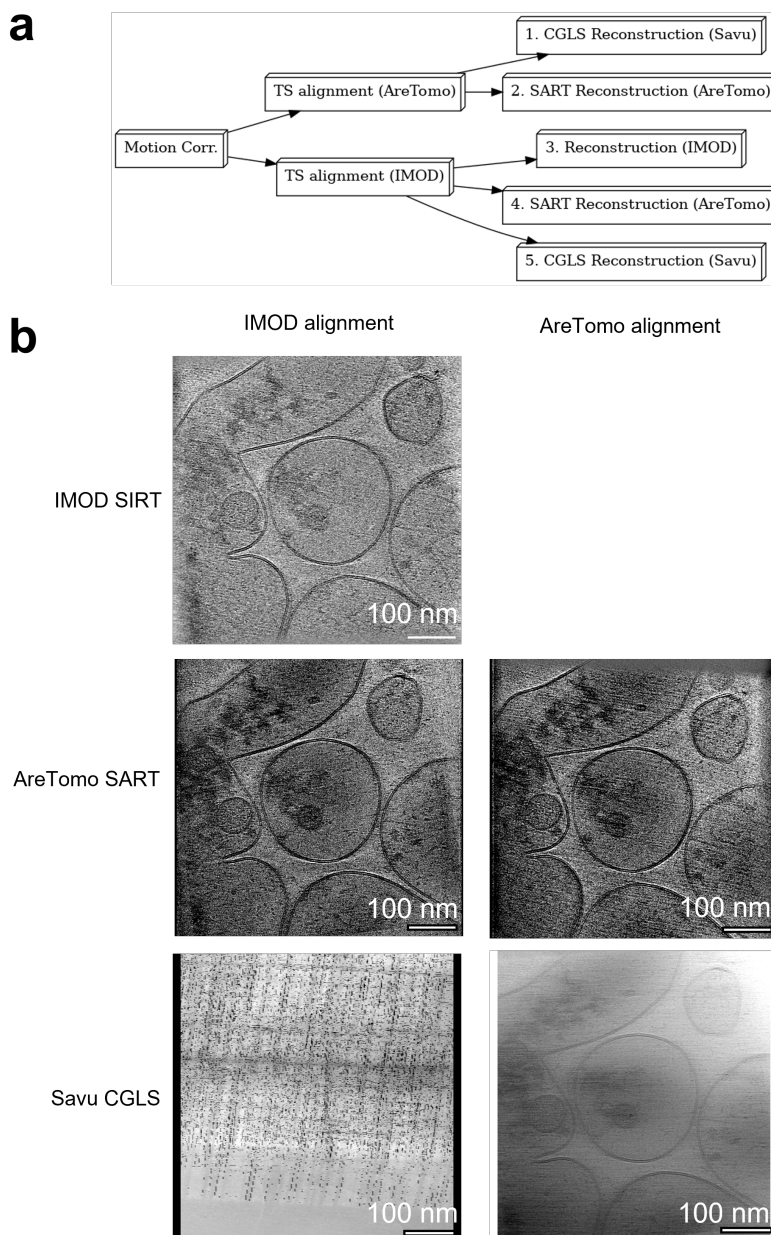 a
1. CGLS Reconstruction (Savu)
TS alignment (AreTomo)
2. SART Reconstruction (AreTomo)
Motion Corr.
3. Reconstruction (IMOD)
TS alignment (IMOD)
4. SART Reconstruction (AreTomo)
5. CGLS Reconstruction (Savu)
b
IMOD alignment
AreTomo alignment
IMOD SIRT
100 nm
AreTomo SART
100 nm
100 nm
Savu CGLS
100 nm
100 nm